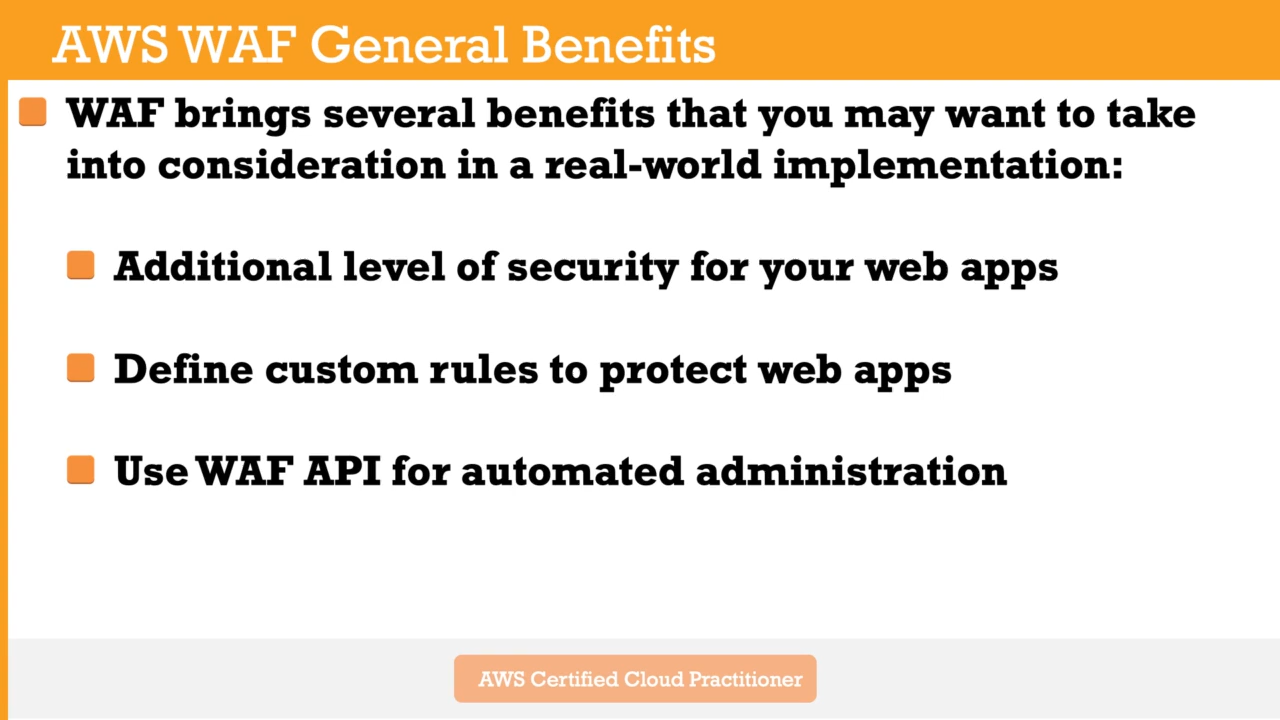 AWS WAF General Benefits
WAF brings several benefits that you may want to take
into consideration in a real-world implementation:
Additional level of security for your web apps
Define custom rules to protect web apps
Use WAF API for automated administration
AWS Certified Cloud Practitioner